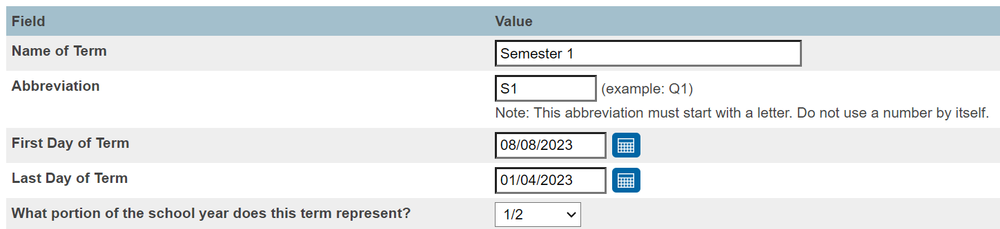 Field Value
Name of Term Semester 1
Abbreviation S1 (example: Q1)
Note: This abbreviation must start with a letter. Do not use a number by itself.
First Day of Term 08/08/2023
Last Day of Term 01/04/2023
What portion of the school year does this term represent? 1/2